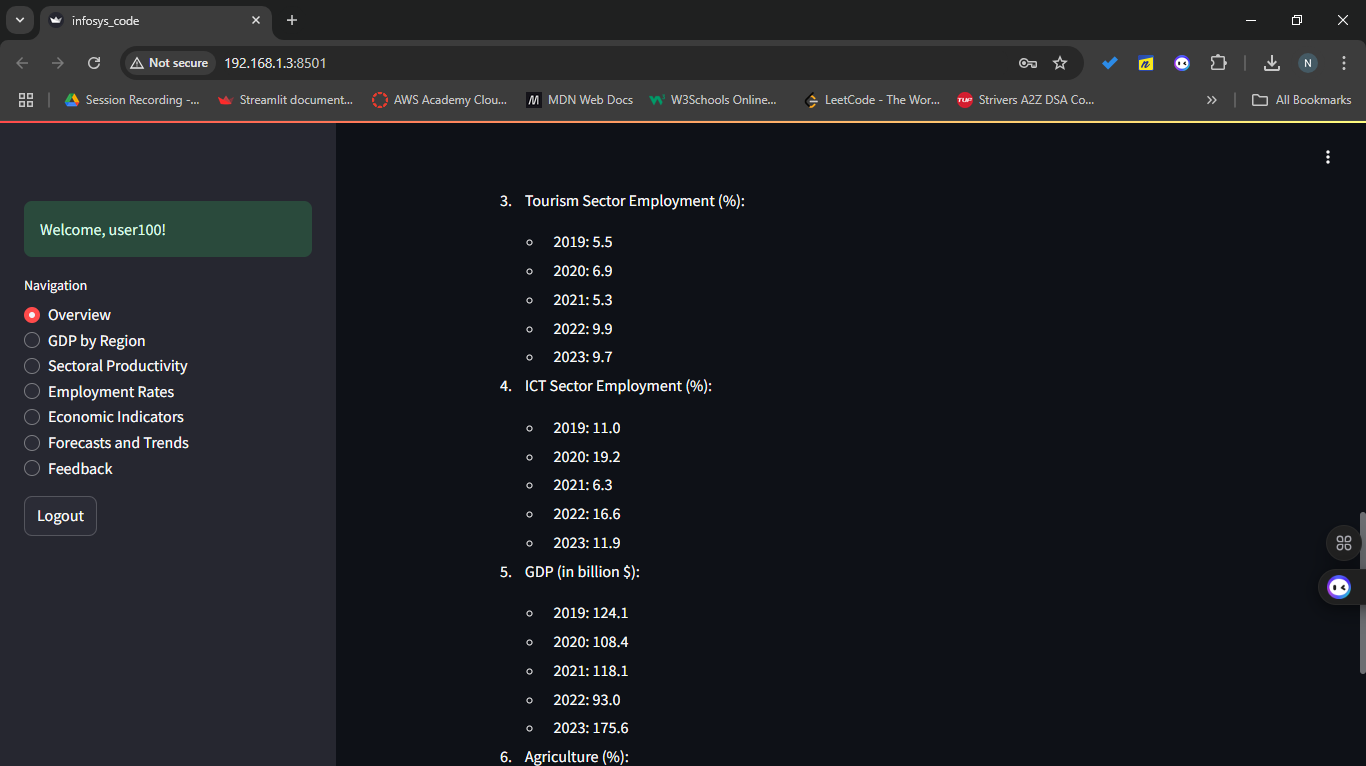 infosys_code
Not secure
192.168.1.3:8501
n
N
Session Recording -...
Streamlit document...
AWS Academy Clou...
M
MDN Web Docs
W3Schools Online...
LeetCode - The Wor...
TUF
Strivers A2Z DSA Co...
»
All Bookmarks
Welcome, user100!
Navigation
Overview
GDP by Region
Sectoral Productivity
Employment Rates
Economic Indicators
Forecasts and Trends
Feedback
Logout
3. Tourism Sector Employment (%):
2019: 5.5
2020: 6.9
2021: 5.3
2022: 9.9
2023: 9.7
4. ICT Sector Employment (%):
2019: 11.0
2020: 19.2
2021: 6.3
2022: 16.6
2023: 11.9
5. GDP (in billion $):
2019: 124.1
2020: 108.4
2021: 118.1
2022: 93.0
2023: 175.6
6. Agriculture (%):